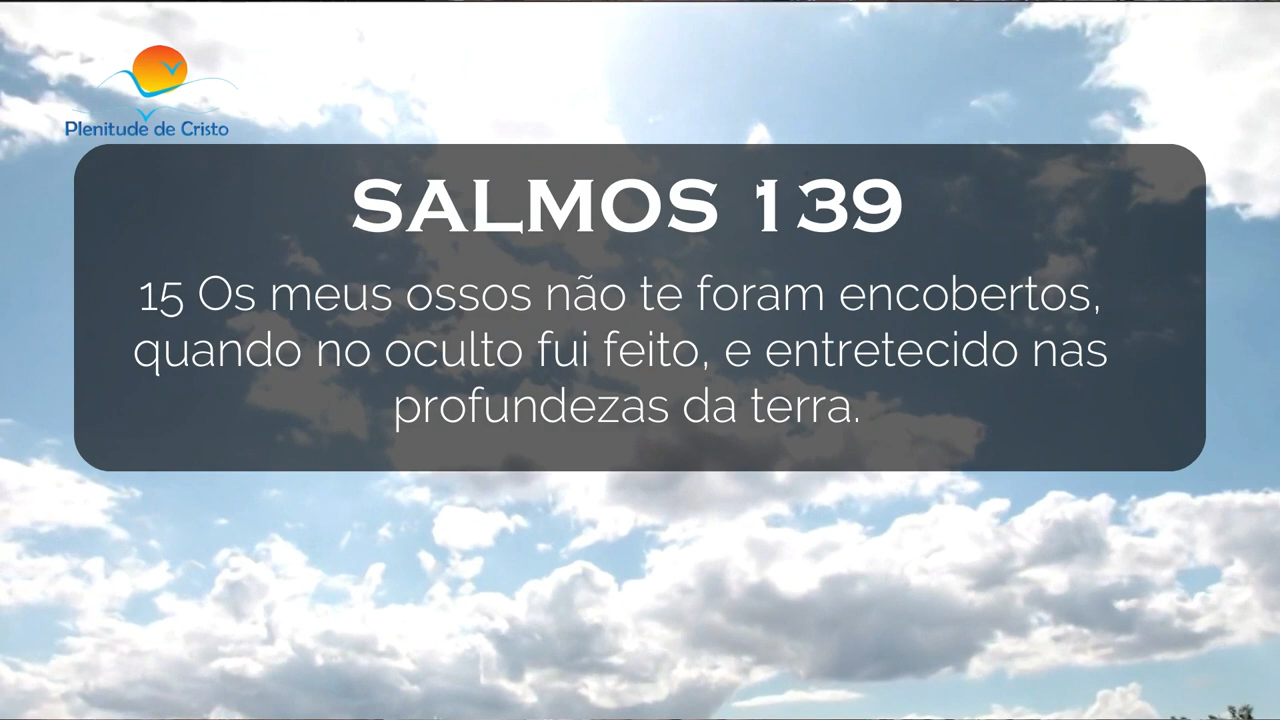 Plenitude de Cristo
SALMOS 139
15 Os meus ossos não te foram encobertos,
quando no oculto fui feito, e entretecido nas
profundezas da terra.